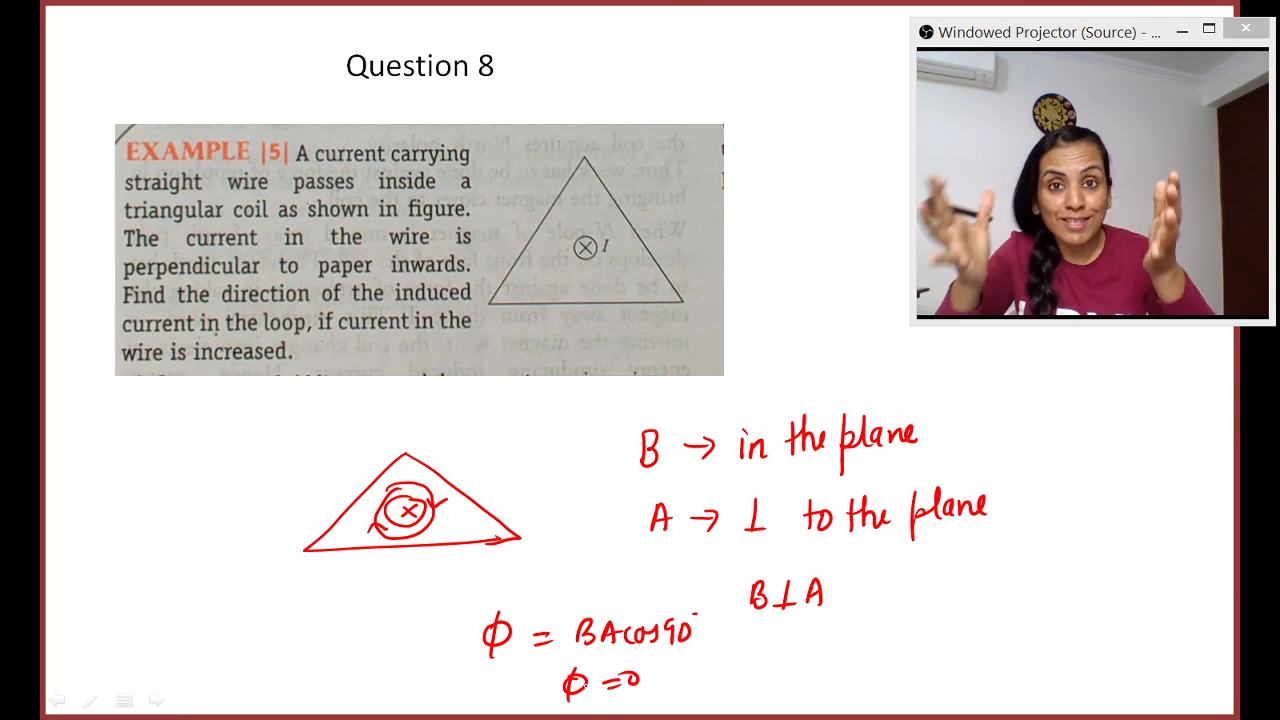 Question 8
Windowed Projector (Source) - ...
EXAMPLE |5| A current carrying
straight wire passes inside a
triangular coil as shown in figure.
The current in the wire is
perpendicular to paper inwards.
Find the direction of the induced
current in the loop, if current in the
wire is increased.
I
B → in the plane
A → ⊥ to the plane
B⊥A
ϕ = BAcos90°
ϕ = 0